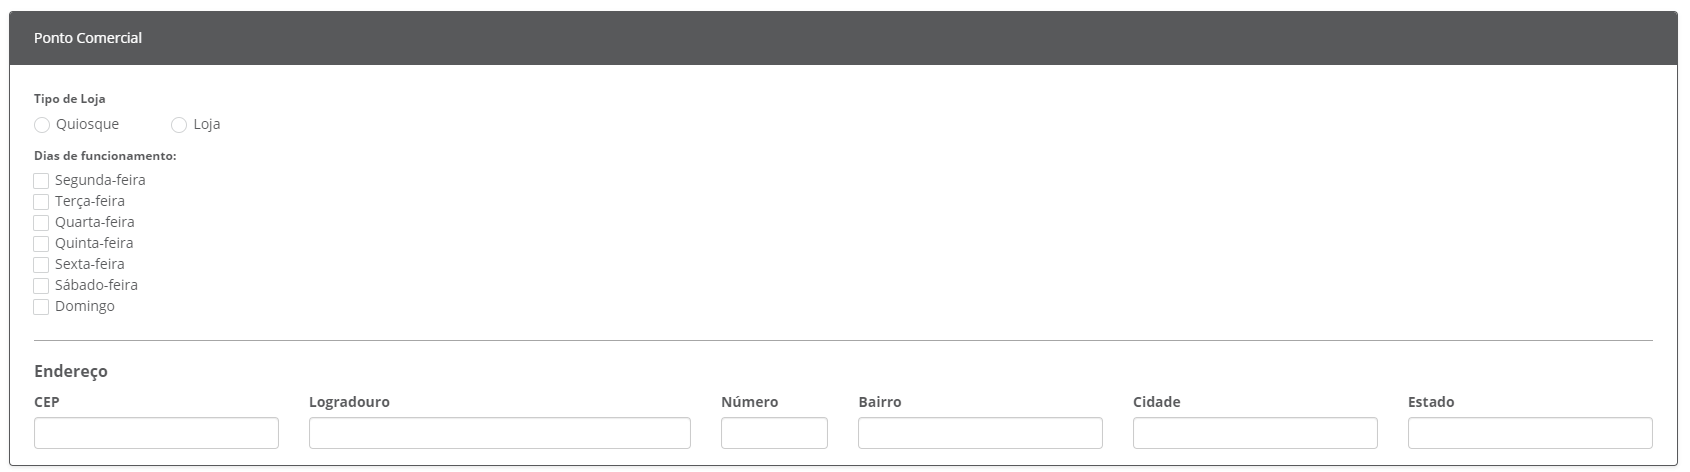 Ponto Comercial
Tipo de Loja
Quiosque Loja
Dias de funcionamento:
Segunda-feira
Terça-feira
Quarta-feira
Quinta-feira
Sexta-feira
Sábado-feira
Domingo
Endereço
CEP Logradouro Número Bairro Cidade Estado